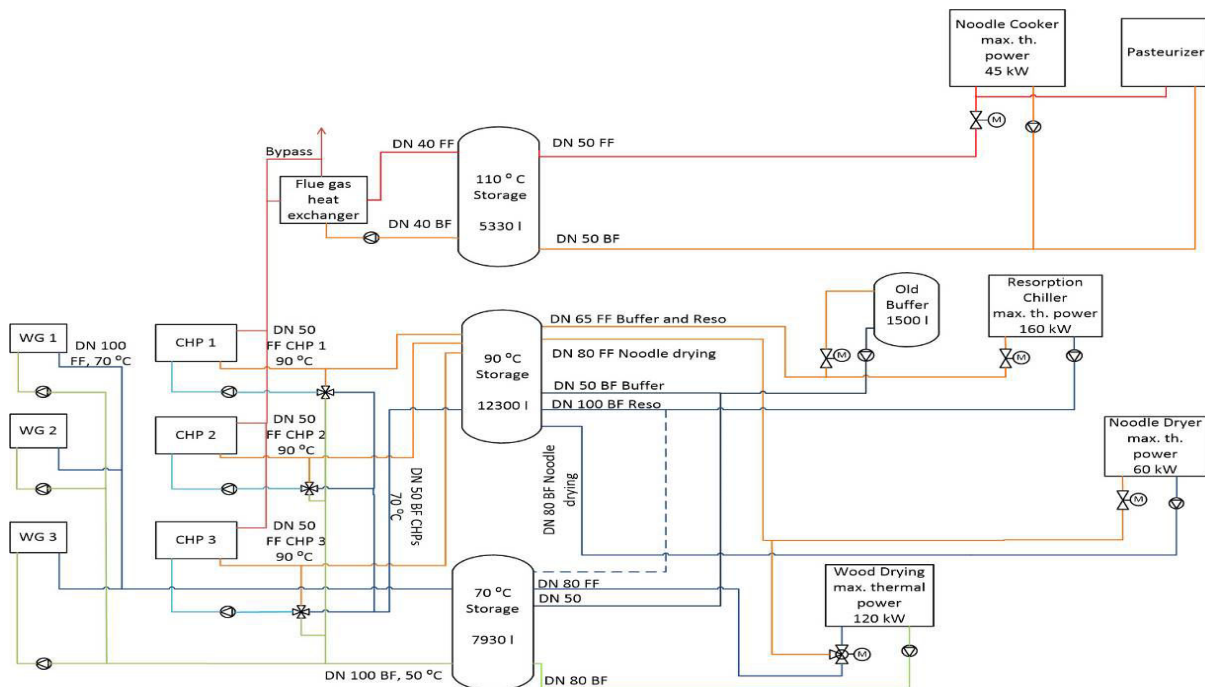 Noodle Cooker
max. th.
power
45 kW
Pasteurizer
M
Bypass
DN 40 FF
DN 50 FF
Flue gas
heat
exchanger
110 °C
Storage
5330 l
DN 40 BF
DN 50 BF
Old
Buffer
1500 l
Resorption
Chiller
max. th. power
160 kW
WG 1
DN 100
FF, 70 °C
CHP 1
DN 50
FF CHP 1
90 °C
90 °C
Storage
12300 l
DN 65 FF Buffer and Reso
DN 80 FF Noodle drying
M
M
DN 50 BF Buffer
DN 100 BF Reso
WG 2
CHP 2
DN 50
FF CHP 2
90 °C
DN 50 BF CHPs
70 °C
DN 80 BF Noodle
drying
Noodle Dryer
max. th.
power
60 kW
M
WG 3
CHP 3
DN 50
FF CHP 3
90 °C
70 °C
Storage
7930 l
DN 80 FF
DN 50
Wood Drying
max. thermal
power
120 kW
M
DN 100 BF, 50 °C
DN 80 BF